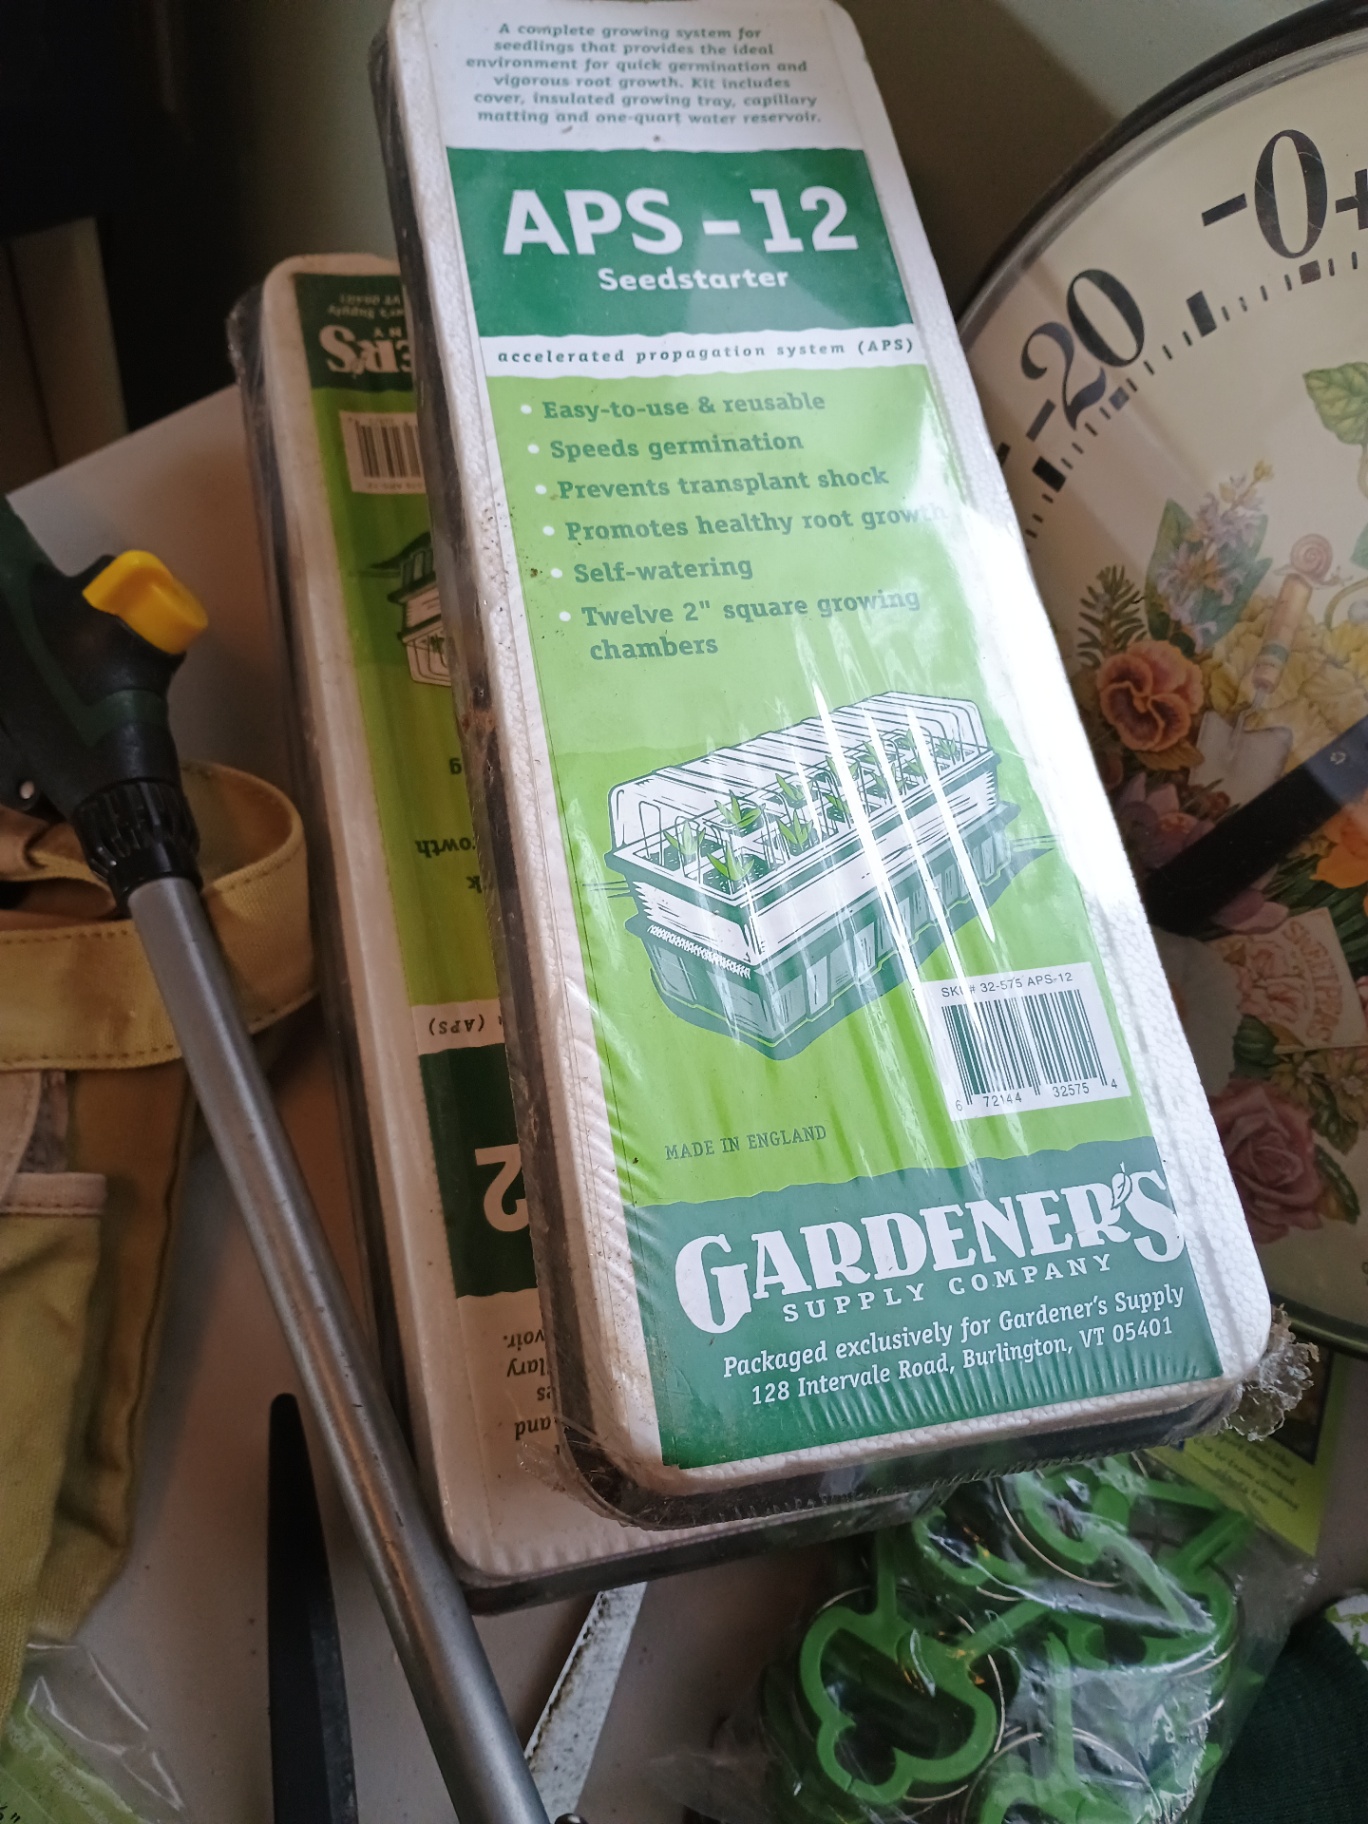 A complete growing system for
seedlings that provides the ideal
environment for quick germination and
vigorous root growth. Kit includes
cover, insulated growing tray, capillary
matting and one-quart water reservoir.
APS - 12
Seedstarter
accelerated propagation system (APS)
• Easy-to-use & reusable
• Speeds germination
• Prevents transplant shock
• Promotes healthy root growth
• Self-watering
• Twelve 2" square growing
chambers
SKU# 32-575 APS-12
6 72144 32575 4
MADE IN ENGLAND
GARDENER'S
SUPPLY COMPANY
Packaged exclusively for Gardener's Supply
128 Intervale Road, Burlington, VT 05401
-0+
-20
(APS)
2
and